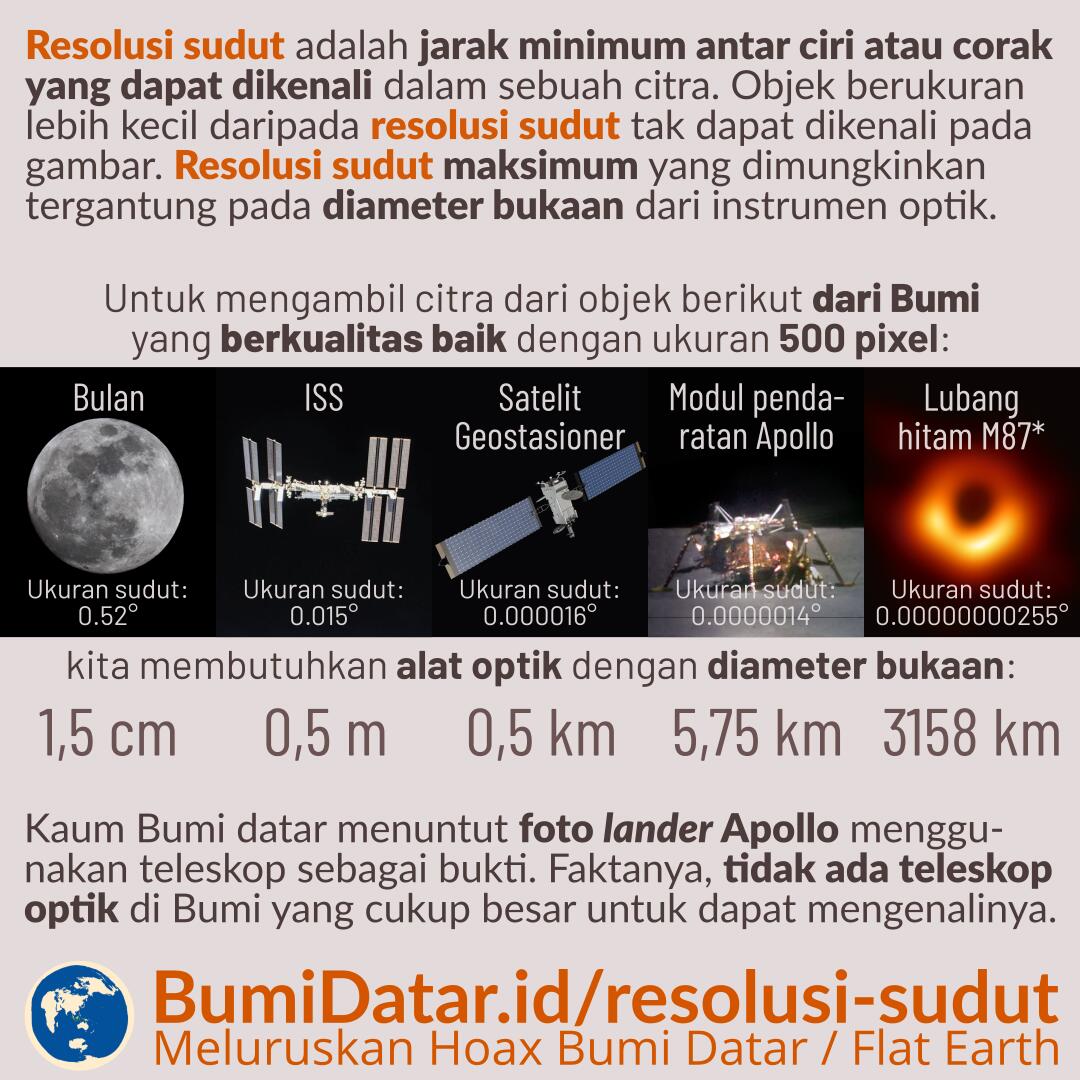 Resolusi sudut adalah jarak minimum antar ciri atau corak
yang dapat dikenali dalam sebuah citra. Objek berukuran
lebih kecil daripada resolusi sudut tak dapat dikenali pada
gambar. Resolusi sudut maksimum yang dimungkinkan
tergantung pada diameter bukaan dari instrumen optik.
Untuk mengambil citra dari objek berikut dari Bumi
yang berkualitas baik dengan ukuran 500 pixel:
Bulan
Ukuran sudut:
0.52°
ISS
Ukuran sudut:
0.015°
Satelit
Geostasioner
Ukuran sudut:
0.000016°
Modul penda-
ratan Apollo
Ukuran sudut:
0.0000014°
Lubang
hitam M87*
Ukuran sudut:
0.00000000255°
kita membutuhkan alat optik dengan diameter bukaan:
1,5 cm 0,5 m 0,5 km 5,75 km 3158 km
Kaum Bumi datar menuntut foto lander Apollo menggu-
nakan teleskop sebagai bukti. Faktanya, tidak ada teleskop
optik di Bumi yang cukup besar untuk dapat mengenalinya.
BumiDatar.id/resolusi-sudut
Meluruskan Hoax Bumi Datar / Flat Earth